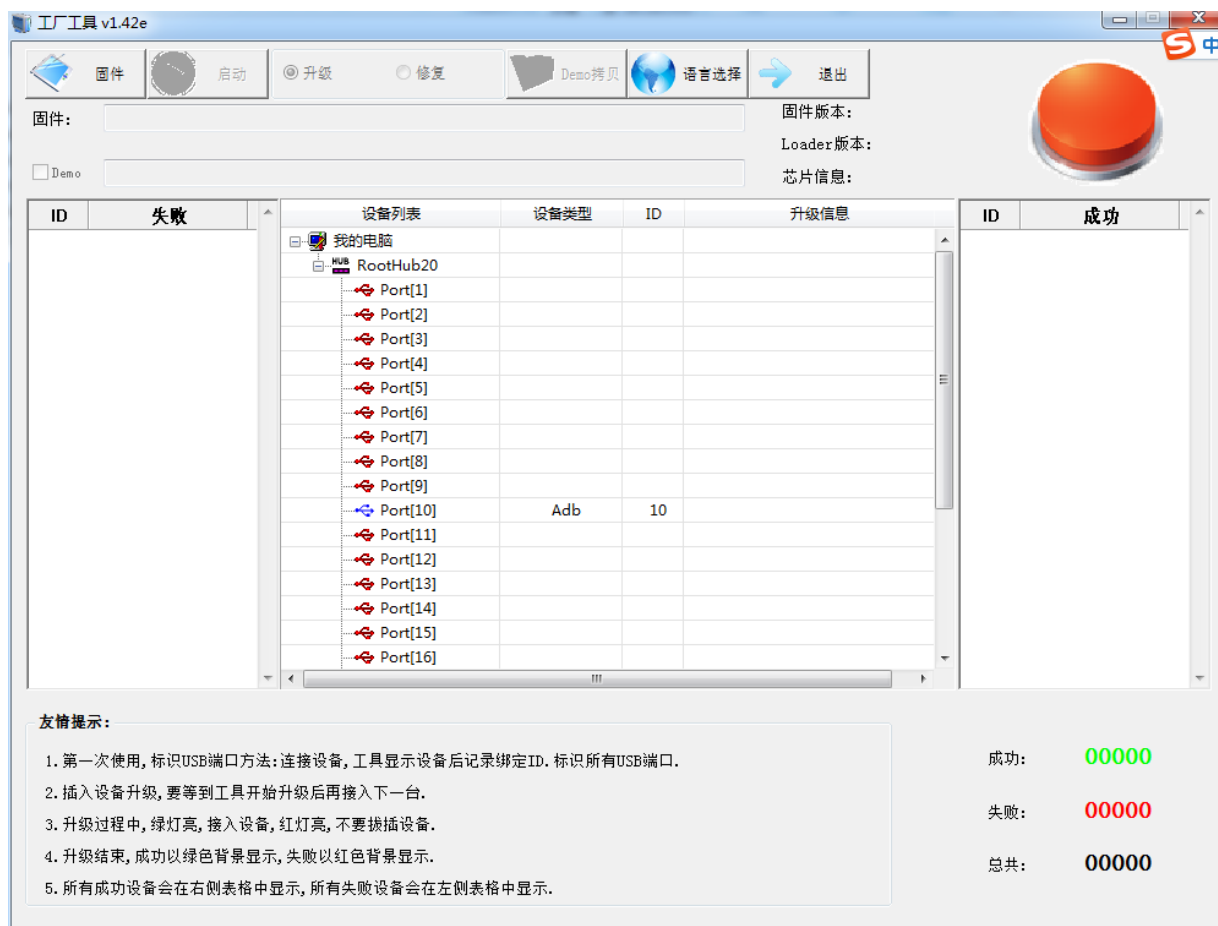 工厂工具 v1.42e
中
固件 启动 升级 修复 Demo拷贝 语言选择 退出
固件: 固件版本:
Loader版本:
Demo 芯片信息:
ID 失败 设备列表 设备类型 ID 升级信息 ID 成功
我的电脑
HUB RootHub20
Port[1]
Port[2]
Port[3]
Port[4]
Port[5]
Port[6]
Port[7]
Port[8]
Port[9]
Port[10] Adb 10
Port[11]
Port[12]
Port[13]
Port[14]
Port[15]
Port[16]
友情提示:
1.第一次使用,标识USB端口方法:连接设备,工具显示设备后记录绑定ID.标识所有USB端口.
2.插入设备升级,要等到工具开始升级后再接入下一台.
3.升级过程中,绿灯亮,接入设备,红灯亮,不要拔插设备.
4.升级结束,成功以绿色背景显示,失败以红色背景显示.
5.所有成功设备会在右侧表格中显示,所有失败设备会在左侧表格中显示.
成功: 00000
失败: 00000
总共: 00000